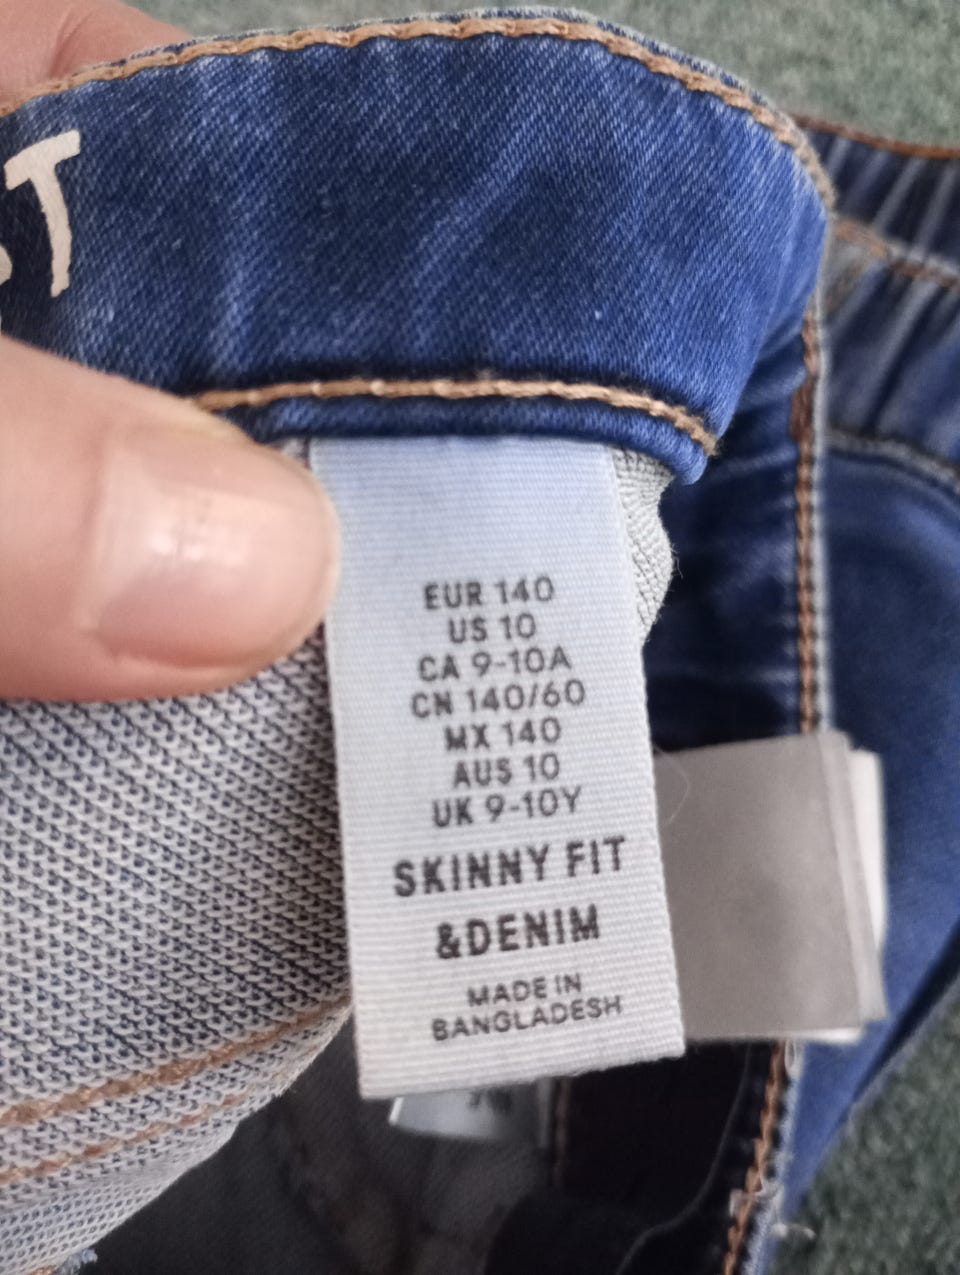 T
EUR 140
US 10
CA 9-10A
CN 140/60
MX 140
AUS 10
UK 9-10Y
SKINNY FIT
&DENIM
MADE IN
BANGLADESH